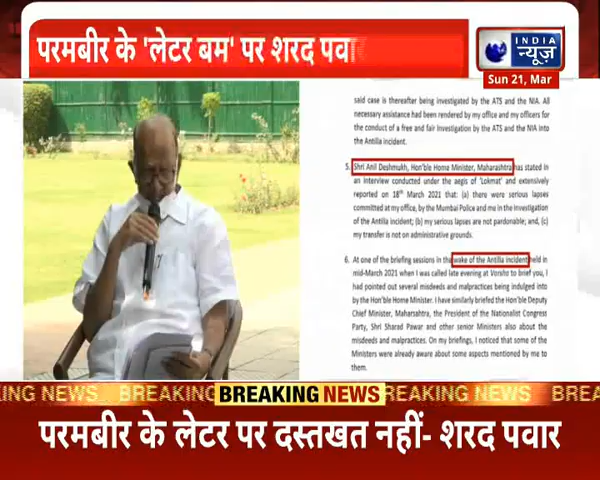 परमबीर के 'लेटर बम' पर शरद पवा
INDIA
न्यूज़
Sun 21, Mar
said case is thereafter being investigated by the ATS and the NIA. All
necessary assistance had been rendered by my office and my officers for
the conduct of a free and fair Investigation by the ATS and the NIA into
the Antilla incident.
5. Shri Anil Deshmukh, Hon'ble Home Minister, Maharashtra has stated in
an Interview conducted under the aegis of 'Lokmat' and extensively
reported on 18th March 2021 that: (a) there were serious lapses
committed at my office, by the Mumbai Police and me in the Investigation
of the Antilla incident; (b) my serious lapses are not pardonable; and, (c)
my transfer is not on administrative grounds.
6. At one of the briefing sessions in the wake of the Antilla incident held in
mid-March 2021 when I was called late evening at Varsha to brief you, I
had pointed out several misdeeds and malpractices being indulged into
by the Hon'ble Home Minister. I have similarly briefed the Hon'ble Deputy
Chief Minister, Maharsahtra, the President of the Nationalist Congress
Party, Shri Sharad Pawar and other senior Ministers also about the
misdeeds and malpractices. On my briefings, I noticed that some of the
Ministers were already aware about some aspects mentioned by me to
them.
NG NEWS BREAKING NEWS BREAKING NEWS BREAKING NEWS BREA
परमबीर के लेटर पर दस्तखत नहीं- शरद पवार